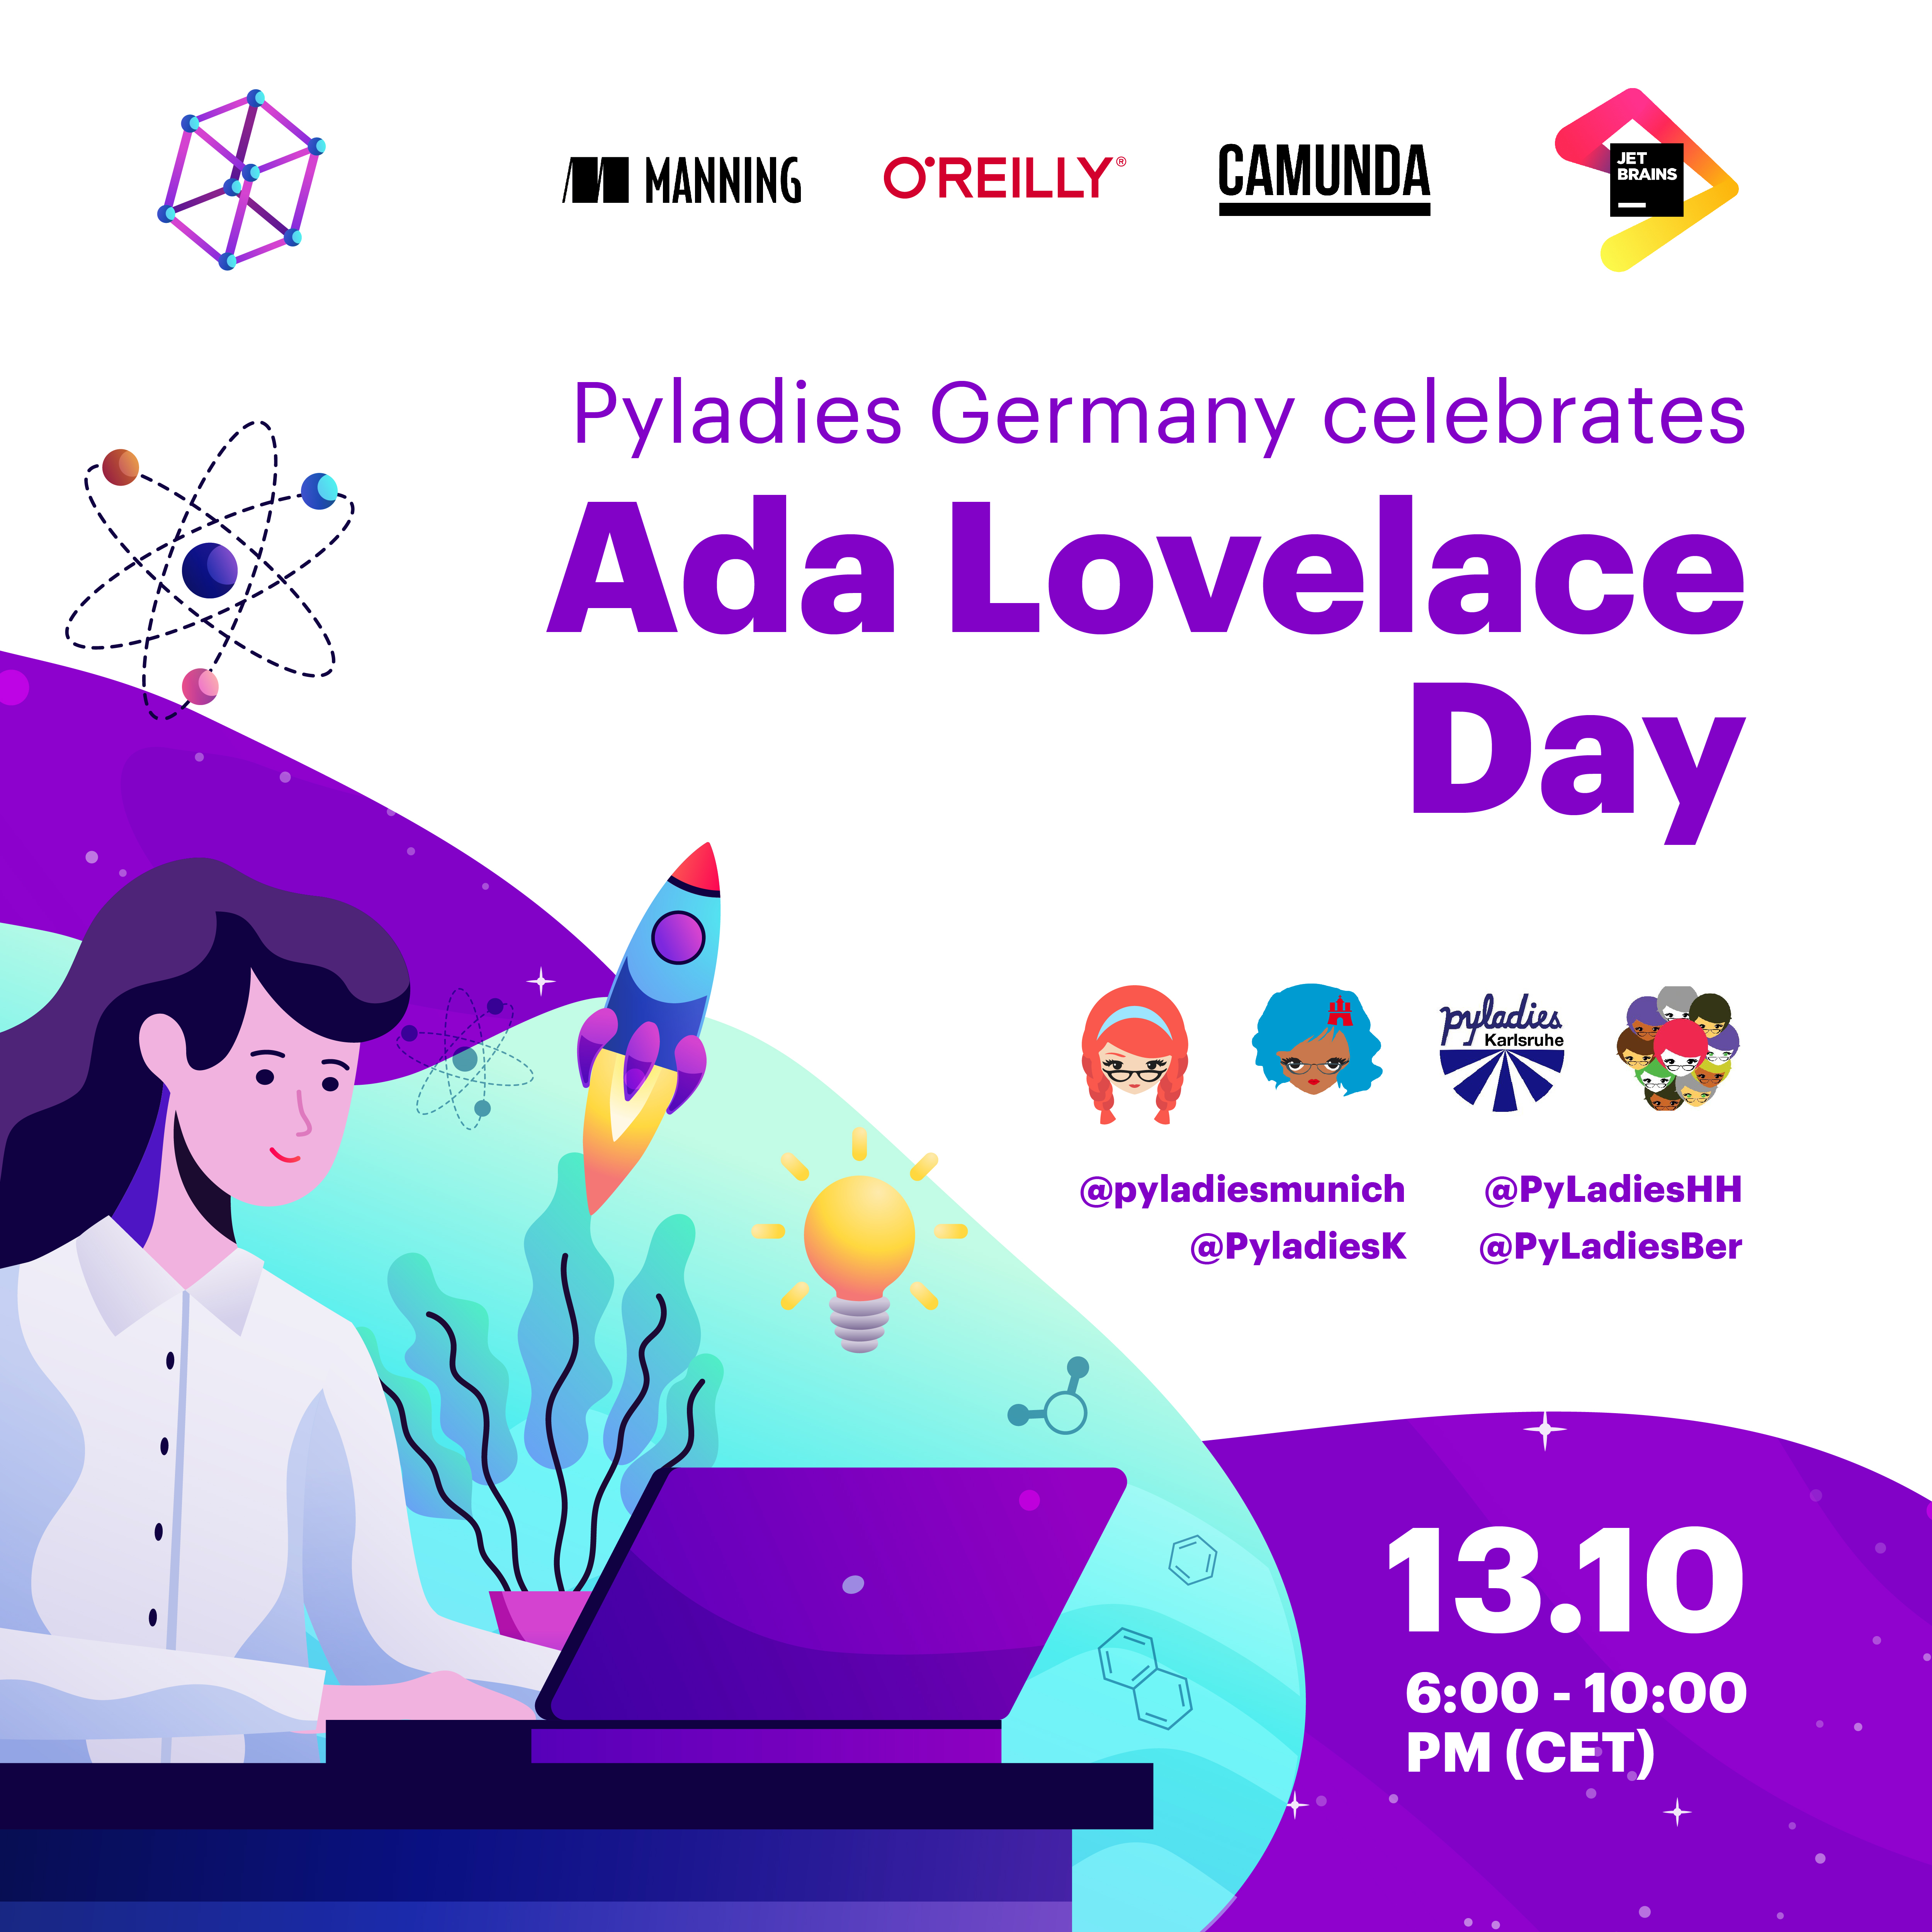 MANNING
O'REILLY®
CAMUNDA
JET
BRAINS
Pyladies Germany celebrates
Ada Lovelace
Day
pyladies
Karlsruhe
@pyladiesmunich @PyLadiesHH
@PyladiesK @PyLadiesBer
13.10
6:00 - 10:00
PM (CET)